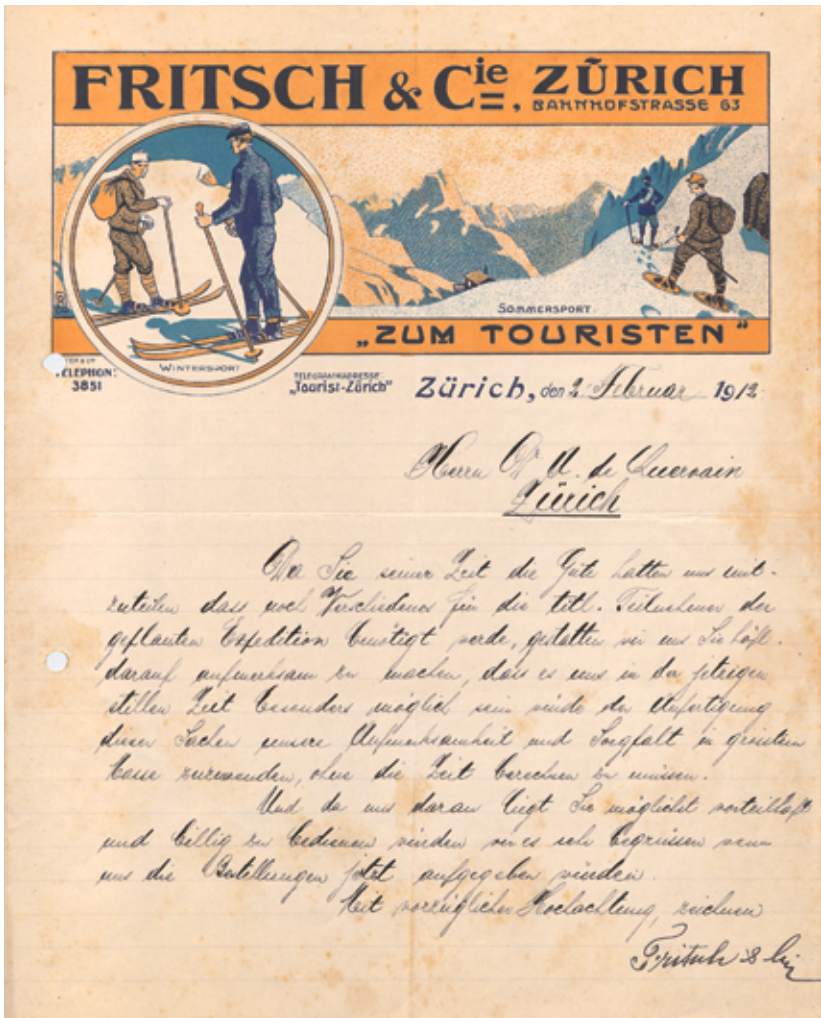 FRITSCH & Cie, ZÜRICH
BAHNHOFSTRASSE 63
SOMMERSPORT
„ZUM TOURISTEN"
WINTERSPORT
TELEPHON:
3851
TELEGRAMMADRESSE:
„Tourist-Zürich"
Zürich, den 2. Februar 1912
Herrn Dr. A. de Quervain
Zürich
Da Sie seiner Zeit die Güte hatten uns mit-
zuteilen dass noch Verschiedenes für die titl. Teilnehmer der
geplanten Expedition benötigt werde, gestatten wir uns Sie höfl.
darauf aufmerksam zu machen, dass es uns in der jetzigen
stillen Zeit besonders möglich sein würde der Anfertigung
dieser Sachen unsere Aufmerksamkeit und Sorgfalt in grösstem
Masse zuzuwenden, ohne die Zeit berechnen zu müssen.
Und da uns daran liegt Sie möglichst vorteilhaft
und billig zu bedienen würden wir es sehr begrüssen wenn
uns die Bestellungen jetzt aufgegeben würden.
Mit vorzüglicher Hochachtung, zeichnen
Fritsch & Cie